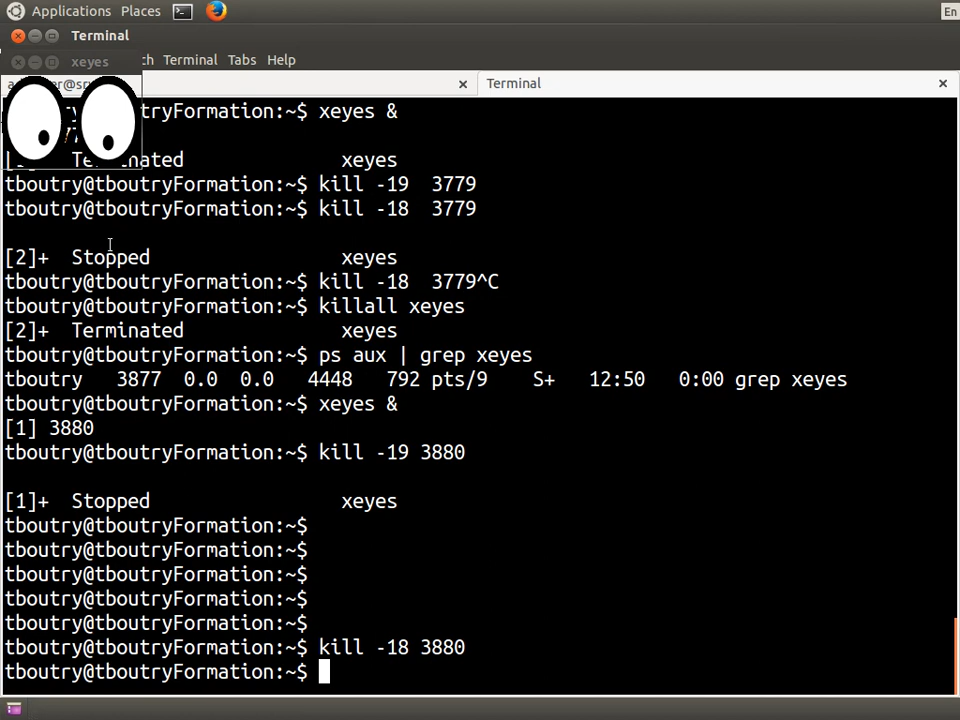 Applications Places En
Terminal
xeyes Terminal Tabs Help
Terminal
outryFormation:~$ xeyes &
Terminated xeyes
tboutry@tboutryFormation:~$ kill -19  3779
tboutry@tboutryFormation:~$ kill -18  3779
[2]+  Stopped xeyes
tboutry@tboutryFormation:~$ kill -18  3779^C
tboutry@tboutryFormation:~$ killall xeyes
[2]+  Terminated xeyes
tboutry@tboutryFormation:~$ ps aux | grep xeyes
tboutry   3877  0.0  0.0   4448   792 pts/9    S+   12:50   0:00 grep xeyes
tboutry@tboutryFormation:~$ xeyes &
[1] 3880
tboutry@tboutryFormation:~$ kill -19 3880
[1]+  Stopped xeyes
tboutry@tboutryFormation:~$
tboutry@tboutryFormation:~$
tboutry@tboutryFormation:~$
tboutry@tboutryFormation:~$
tboutry@tboutryFormation:~$
tboutry@tboutryFormation:~$ kill -18 3880
tboutry@tboutryFormation:~$